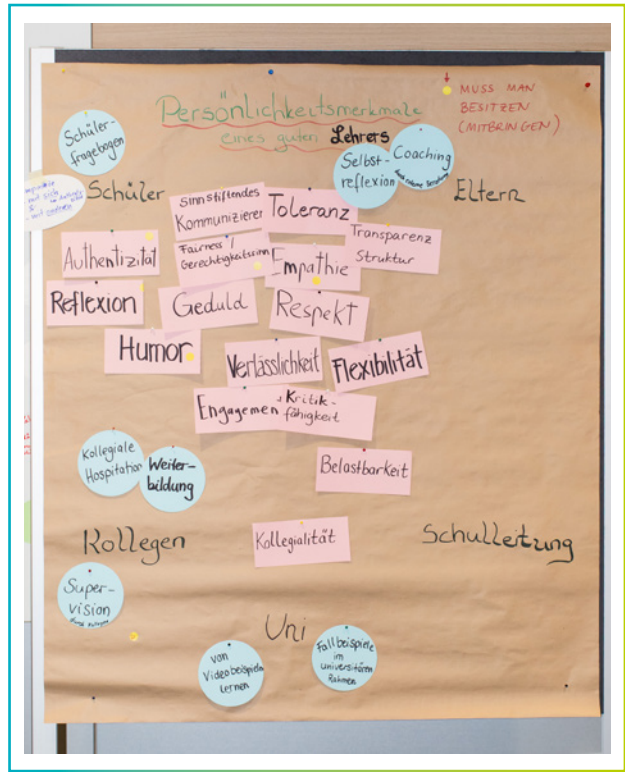 Persönlichkeitsmerkmale
eines guten Lehrers
MUSS MAN
BESITZEN
(MITBRINGEN)
Schüler-
fragebogen
Selbst-
reflexion
Coaching
Schüler
Eltern
Sinnstiftendes
Kommunizieren
Toleranz
Transparenz
Struktur
Authentizität
Fairness /
Gerechtigkeitssinn
Empathie
Reflexion
Geduld
Respekt
Humor
Verlässlichkeit
Flexibilität
Engagement
Kritik-
fähigkeit
Kollegiale
Hospitation
Weiter-
bildung
Belastbarkeit
Kollegen
Kollegialität
Schulleitung
Super-
vision
Uni
von
Videobeispielen
lernen
Fallbeispiele
im
universitären
Rahmen